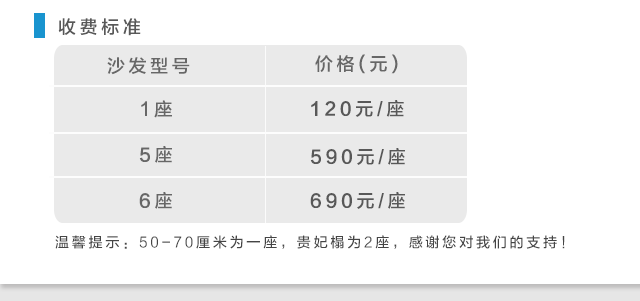 收费标准
沙发型号 价格(元)
1座 120元/座
5座 590元/座
6座 690元/座
温馨提示：50-70厘米为一座，贵妃榻为2座，感谢您对我们的支持！